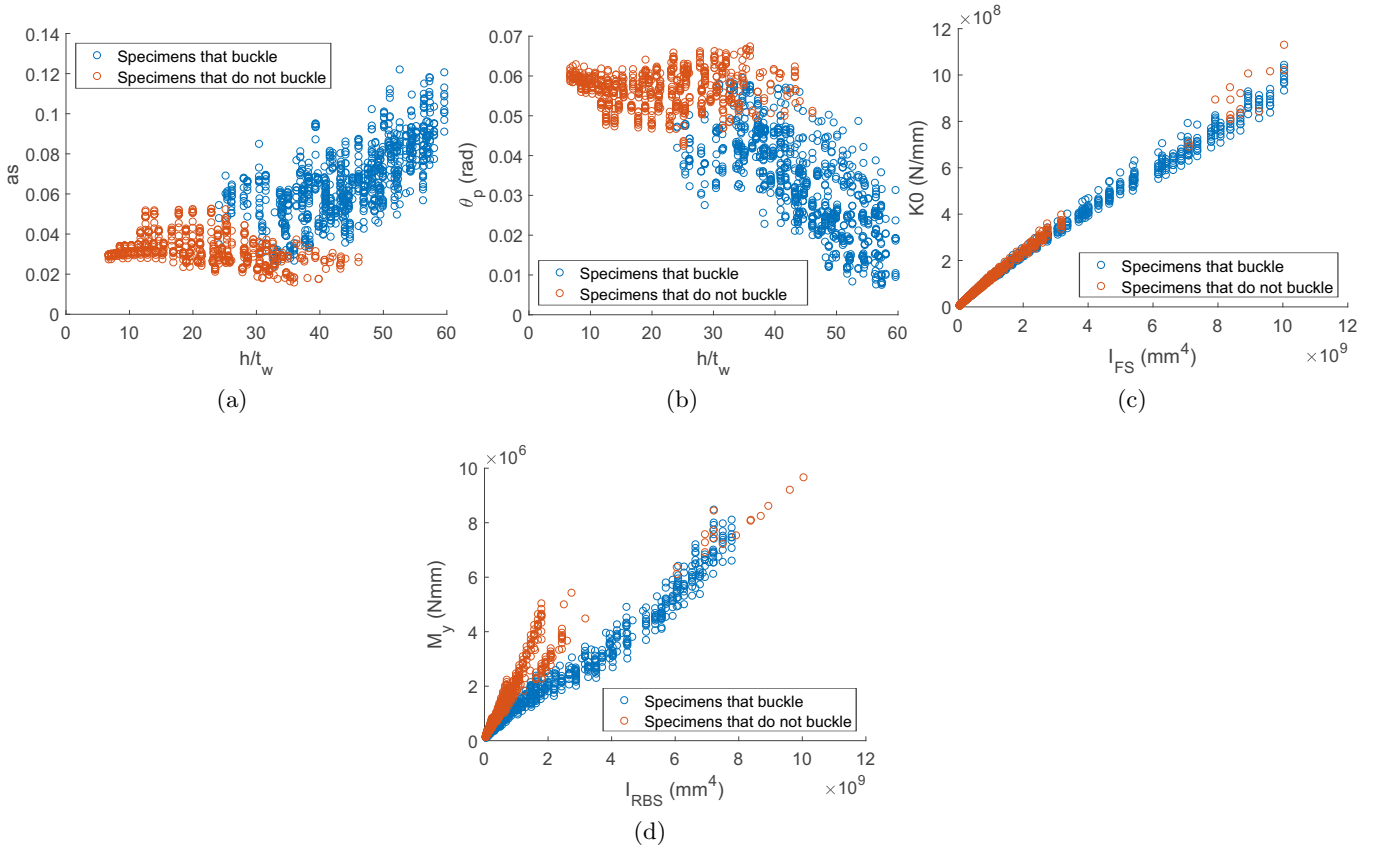 0.14
0.12
0.1
0.08
0.06
0.04
0.02
0
as
Specimens that buckle
Specimens that do not buckle
0 10 20 30 40 50 60
h/t_w
(a)
0.07
0.06
0.05
0.04
0.03
0.02
0.01
0
θ_p (rad)
Specimens that buckle
Specimens that do not buckle
0 10 20 30 40 50 60
h/t_w
(b)
×10^8
12
10
8
6
4
2
0
K0 (N/mm)
Specimens that buckle
Specimens that do not buckle
0 2 4 6 8 10 12
I_FS (mm^4)
×10^9
(c)
×10^6
10
8
6
4
2
0
M_y (Nmm)
Specimens that buckle
Specimens that do not buckle
0 2 4 6 8 10 12
I_RBS (mm^4)
×10^9
(d)